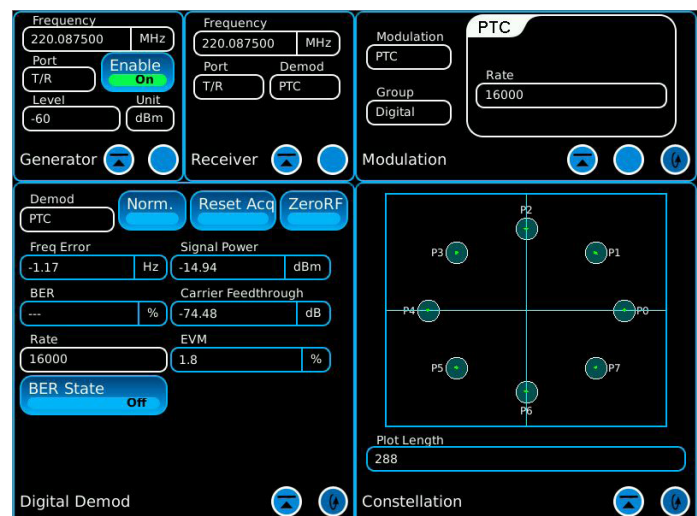 Frequency
220.087500 MHz
Port
T/R
Enable
On
Level Unit
-60 dBm
Generator
Frequency
220.087500 MHz
Port Demod
T/R PTC
Receiver
Modulation
PTC
Group
Digital
PTC
Rate
16000
Modulation
Demod
PTC
Norm. Reset Acq ZeroRF
Freq Error Signal Power
-1.17 Hz -14.94 dBm
BER Carrier Feedthrough
--- % -74.48 dB
Rate EVM
16000 1.8 %
BER State
Off
Digital Demod
P2
P3 P1
P4 P0
P5 P7
P6
Plot Length
288
Constellation